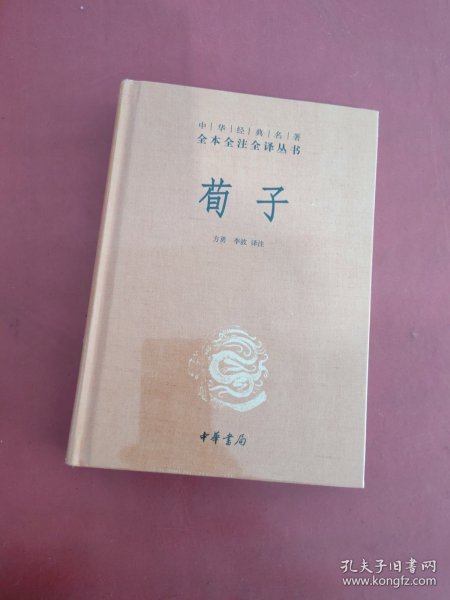 中华经典名著
全本全注全译丛书
荀子
方勇 李波 译注
中華書局
孔夫子旧书网
www.kongfz.com